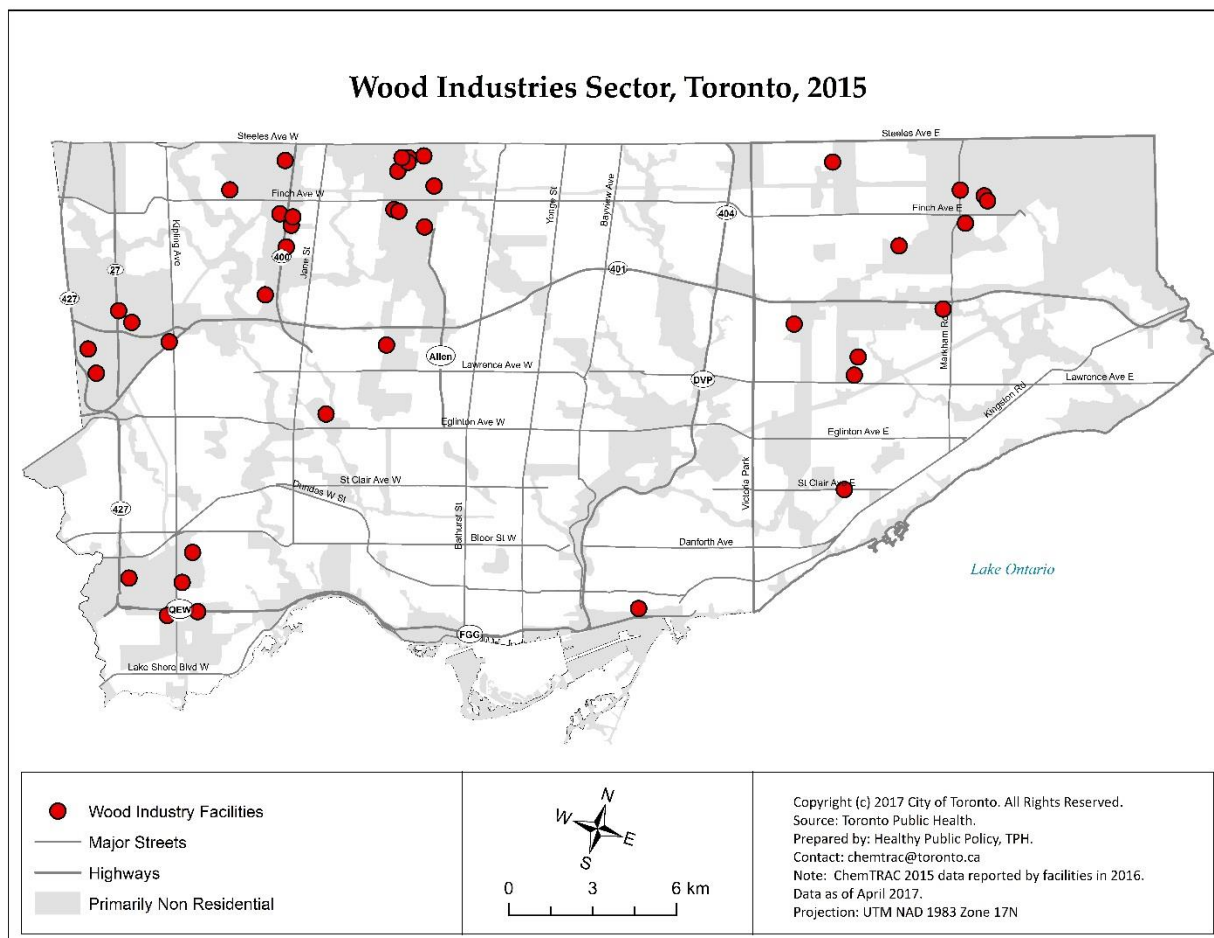 Wood Industries Sector, Toronto, 2015
Steeles Ave W
Steeles Ave E
Finch Ave W
Finch Ave E
Kipling Ave
Jane St
Yonge St
Bayview Ave
404
27
427
400
401
Markham Rd
Allen
Lawrence Ave W
DVP
Lawrence Ave E
Kingston Rd
Eglinton Ave W
Eglinton Ave E
St Clair Ave W
St Clair Ave E
Dundas W St
Victoria Park
427
Bathurst St
Bloor St W
Danforth Ave
Lake Ontario
QEW
FGG
Lake Shore Blvd W
Wood Industry Facilities
Major Streets
Highways
Primarily Non Residential
N
W
E
S
0 3 6 km
Copyright (c) 2017 City of Toronto. All Rights Reserved.
Source: Toronto Public Health.
Prepared by: Healthy Public Policy, TPH.
Contact: chemtrac@toronto.ca
Note: ChemTRAC 2015 data reported by facilities in 2016.
Data as of April 2017.
Projection: UTM NAD 1983 Zone 17N